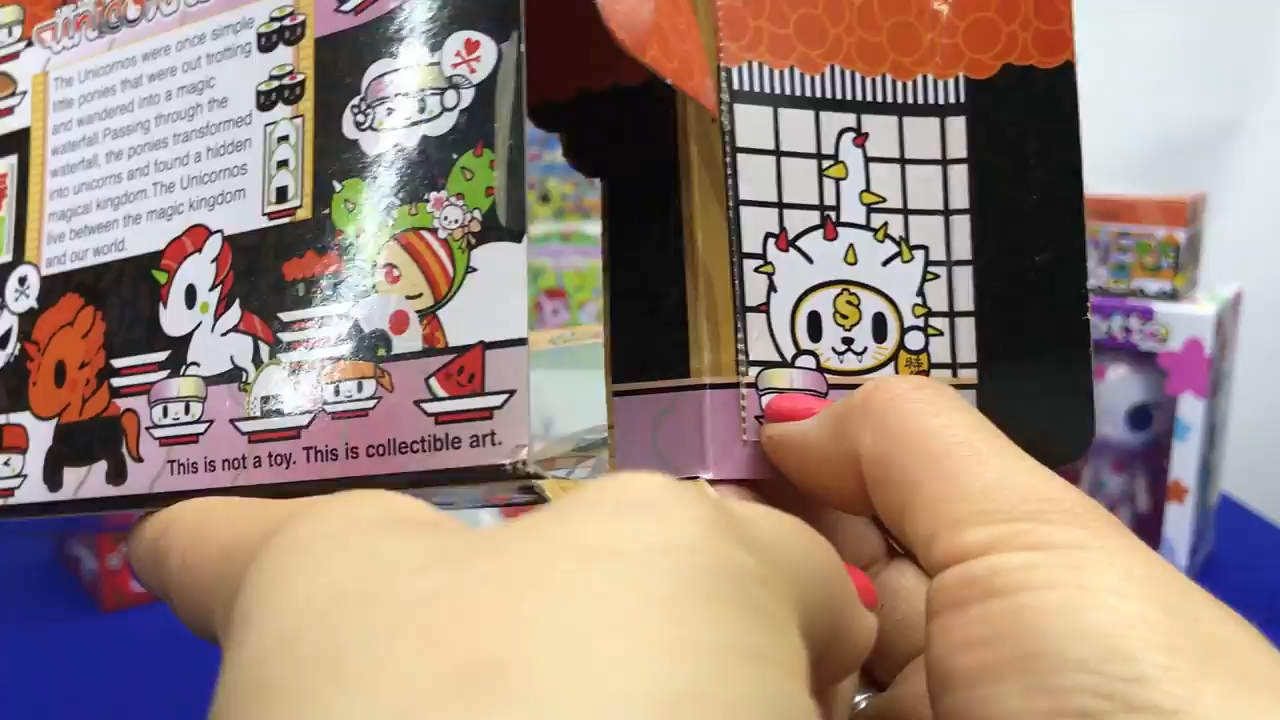 Unicorno
The Unicornos were once simple
little ponies that were out trotting
and wandered into a magic
waterfall. Passing through the
waterfall, the ponies transformed
into unicorns and found a hidden
magical kingdom. The Unicornos
live between the magic kingdom
and our world.
$
This is not a toy. This is collectible art.